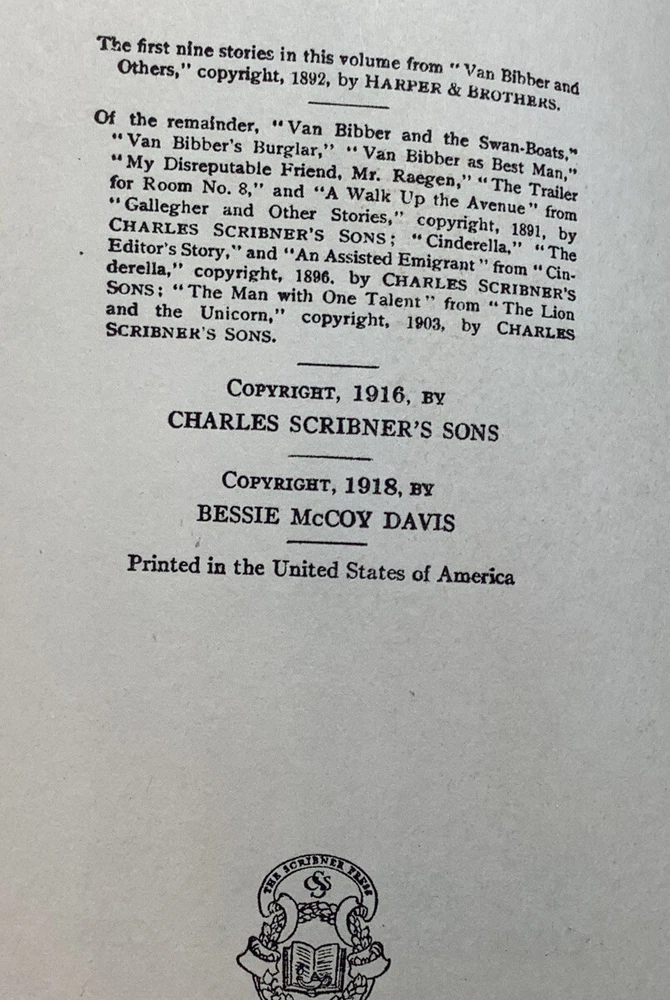 The first nine stories in this volume from "Van Bibber and
Others," copyright, 1892, by HARPER & BROTHERS.
Of the remainder, "Van Bibber and the Swan-Boats,"
"Van Bibber's Burglar," "Van Bibber as Best Man,"
"My Disreputable Friend, Mr. Raegen," "The Trailer
for Room No. 8," and "A Walk Up the Avenue" from
"Gallegher and Other Stories," copyright, 1891, by
CHARLES SCRIBNER'S SONS; "Cinderella," "The
Editor's Story," and "An Assisted Emigrant" from "Cin-
derella," copyright, 1896, by CHARLES SCRIBNER'S
SONS; "The Man with One Talent" from "The Lion
and the Unicorn," copyright, 1903, by CHARLES
SCRIBNER'S SONS.
COPYRIGHT, 1916, BY
CHARLES SCRIBNER'S SONS
COPYRIGHT, 1918, BY
BESSIE McCOY DAVIS
Printed in the United States of America
THE SCRIBNER PRESS
CSS